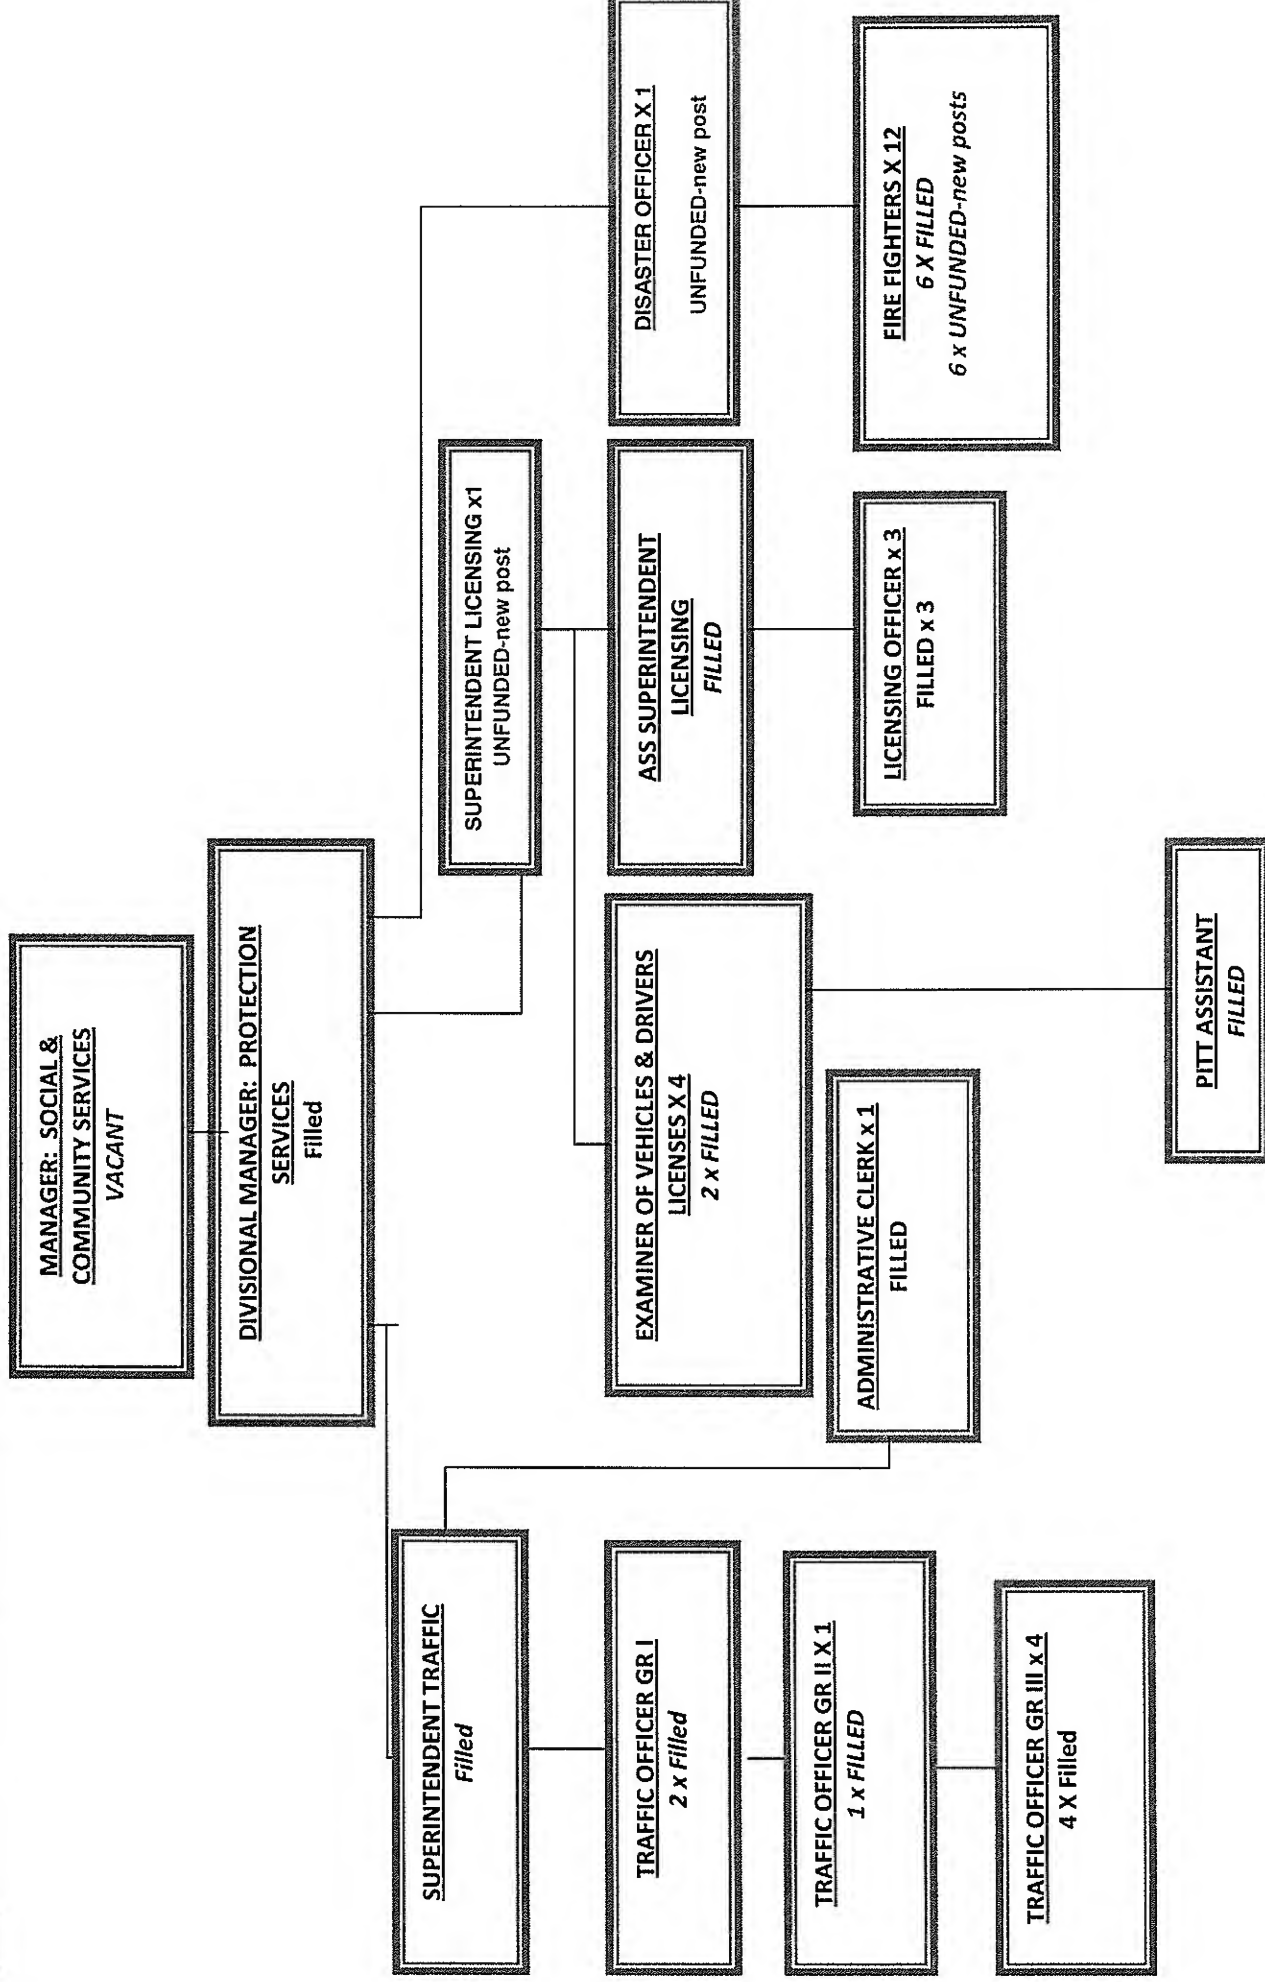 MANAGER: SOCIAL &
COMMUNITY SERVICES
VACANT
DIVISIONAL MANAGER: PROTECTION
SERVICES
Filled
SUPERINTENDENT TRAFFIC
Filled
SUPERINTENDENT LICENSING x1
UNFUNDED-new post
TRAFFIC OFFICER GR I
2 x Filled
EXAMINER OF VEHICLES & DRIVERS
LICENSES X 4
2 x FILLED
ASS SUPERINTENDENT
LICENSING
FILLED
DISASTER OFFICER X 1
UNFUNDED-new post
TRAFFIC OFFICER GR II X 1
1 x FILLED
ADMINISTRATIVE CLERK x 1
FILLED
LICENSING OFFICER x 3
FILLED x 3
FIRE FIGHTERS X 12
6 X FILLED
6 x UNFUNDED-new posts
TRAFFIC OFFICER GR III x 4
4 X Filled
PITT ASSISTANT
FILLED